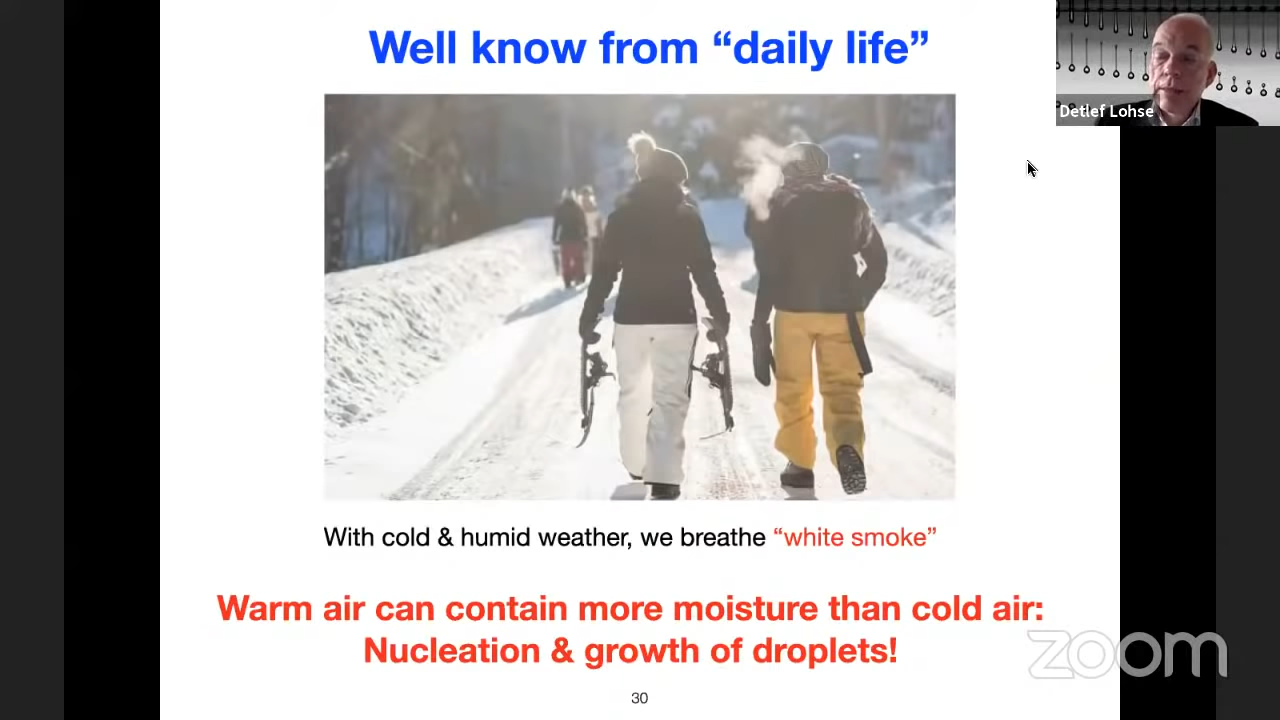 Well know from “daily life”
Detlef Lohse
With cold & humid weather, we breathe “white smoke”
Warm air can contain more moisture than cold air:
Nucleation & growth of droplets!
zoom
30